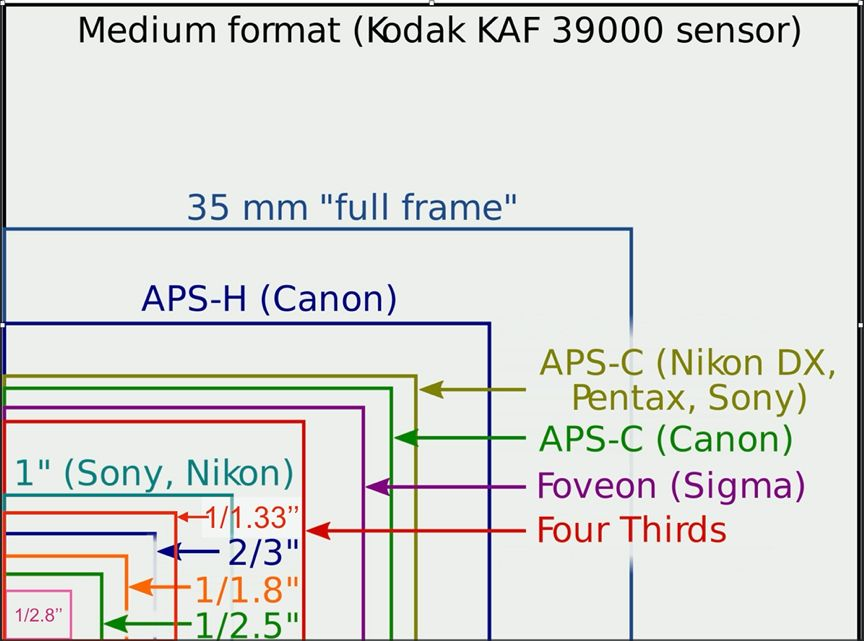 Medium format (Kodak KAF 39000 sensor)
35 mm "full frame"
APS-H (Canon)
APS-C (Nikon DX,
Pentax, Sony)
APS-C (Canon)
1" (Sony, Nikon)
Foveon (Sigma)
1/1.33’’
Four Thirds
2/3"
1/1.8"
1/2.8’’
1/2.5"